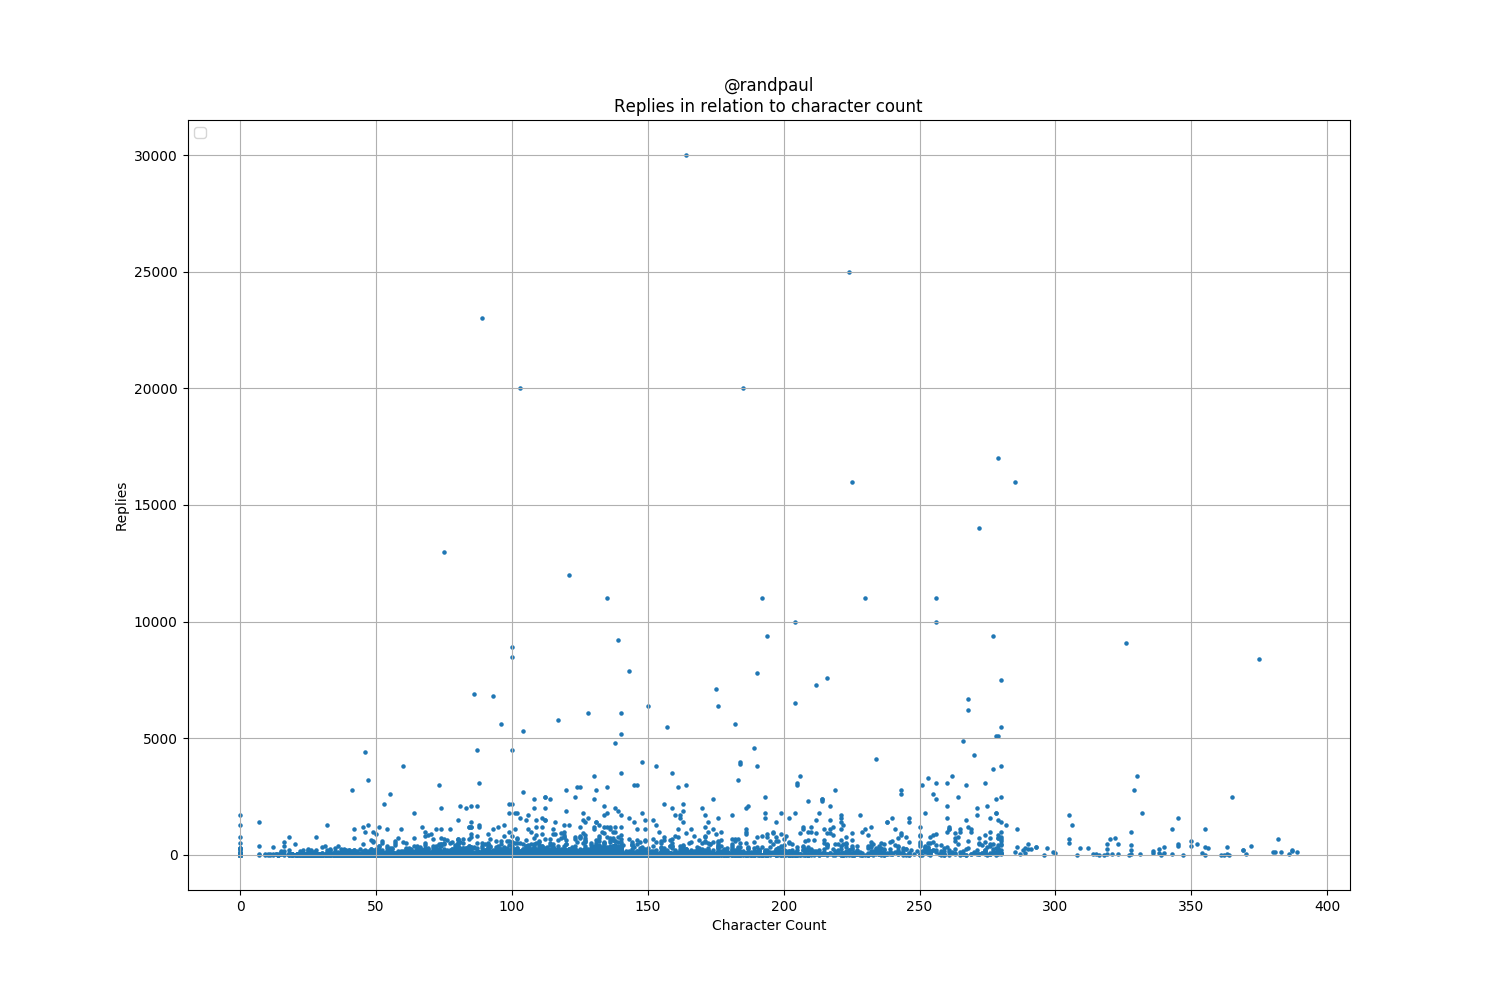 @randpaul
Replies in relation to character count
30000
25000
20000
15000
10000
5000
0
Replies
0 50 100 150 200 250 300 350 400
Character Count